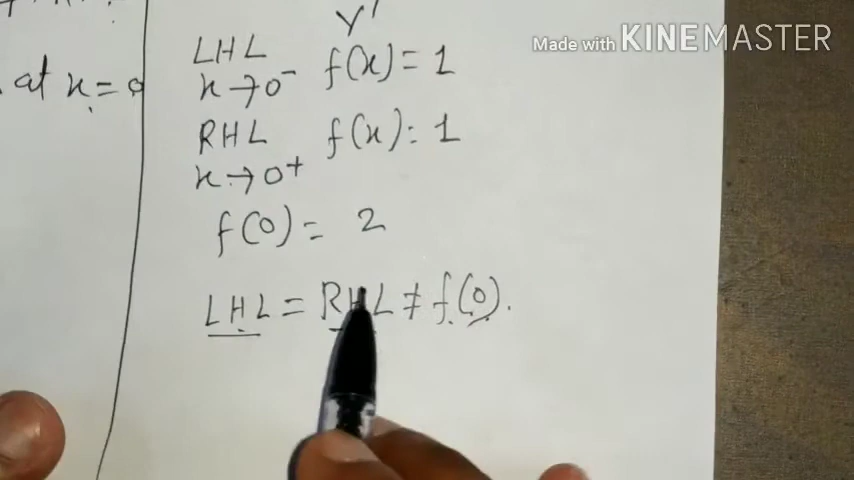 at x = 0
Y'
LHL f(x) = 1
x → 0⁻
RHL f(x) = 1
x → 0⁺
f(0) = 2
LHL = RHL ≠ f(0).
Made with KINEMASTER